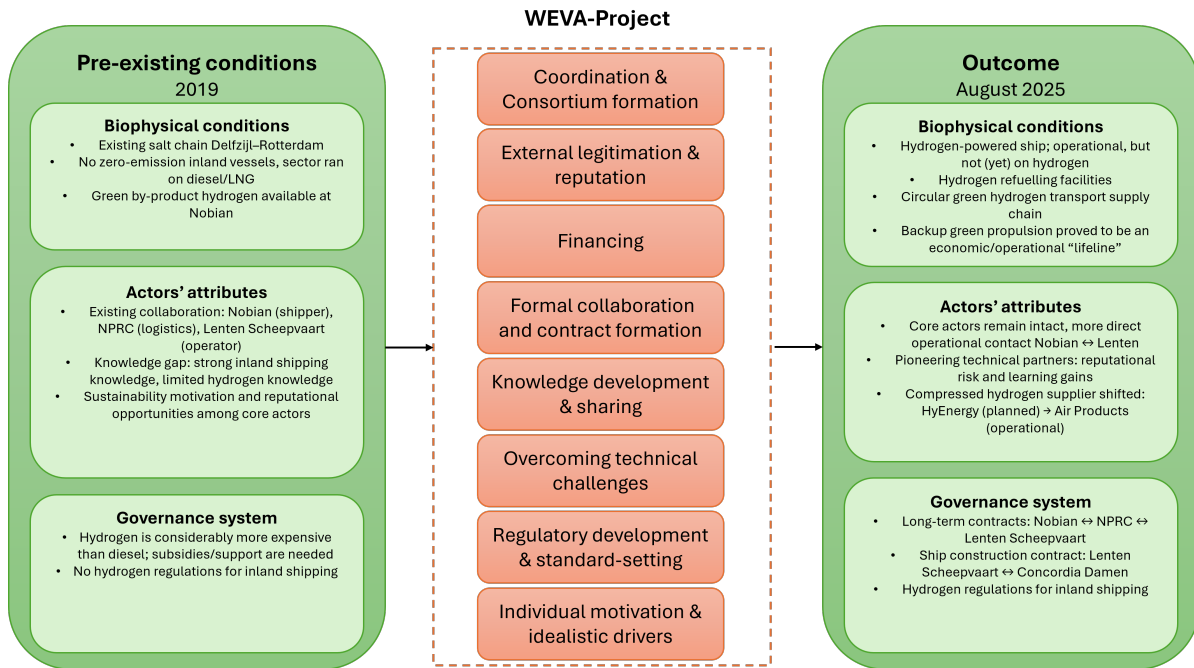 WEVA-Project
Pre-existing conditions
2019
Biophysical conditions
• Existing salt chain Delfzijl–Rotterdam
• No zero-emission inland vessels, sector ran
on diesel/LNG
• Green by-product hydrogen available at
Nobian
Actors’ attributes
• Existing collaboration: Nobian (shipper),
NPRC (logistics), Lenten Scheepvaart
(operator)
• Knowledge gap: strong inland shipping
knowledge, limited hydrogen knowledge
• Sustainability motivation and reputational
opportunities among core actors
Governance system
• Hydrogen is considerably more expensive
than diesel; subsidies/support are needed
• No hydrogen regulations for inland shipping
Coordination &
Consortium formation
External legitimation &
reputation
Financing
Formal collaboration
and contract formation
Knowledge development
& sharing
Overcoming technical
challenges
Regulatory development
& standard-setting
Individual motivation &
idealistic drivers
Outcome
August 2025
Biophysical conditions
• Hydrogen-powered ship; operational, but
not (yet) on hydrogen
• Hydrogen refuelling facilities
• Circular green hydrogen transport supply
chain
• Backup green propulsion proved to be an
economic/operational “lifeline”
Actors’ attributes
• Core actors remain intact, more direct
operational contact Nobian ↔ Lenten
• Pioneering technical partners: reputational
risk and learning gains
• Compressed hydrogen supplier shifted:
HyEnergy (planned) → Air Products
(operational)
Governance system
• Long-term contracts: Nobian ↔ NPRC ↔
Lenten Scheepvaart
• Ship construction contract: Lenten
Scheepvaart ↔ Concordia Damen
• Hydrogen regulations for inland shipping